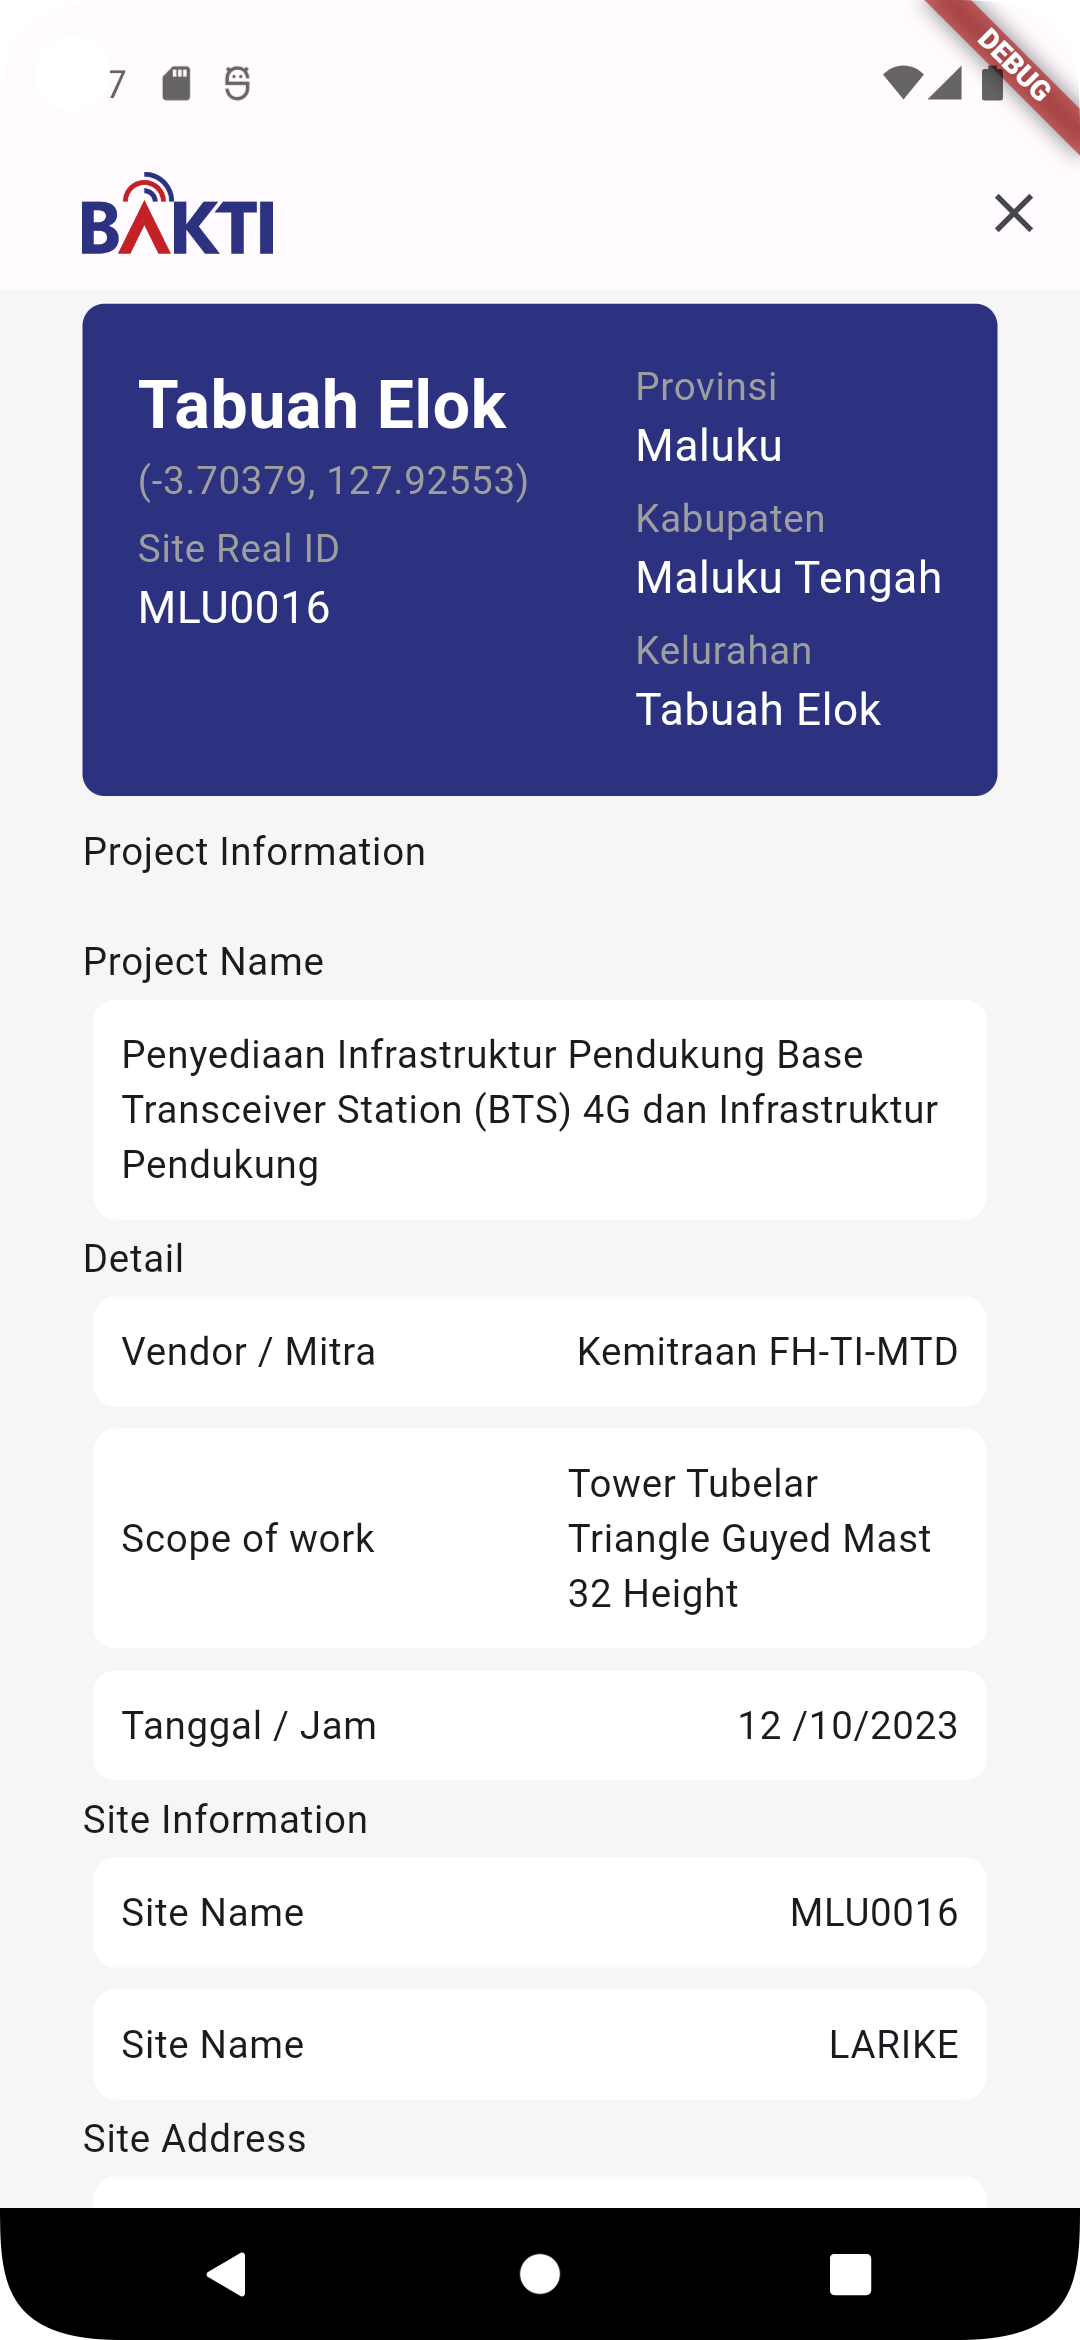 7
DEBUG
BAKTI
Tabuah Elok
(-3.70379, 127.92553)
Site Real ID
MLU0016
Provinsi
Maluku
Kabupaten
Maluku Tengah
Kelurahan
Tabuah Elok
Project Information
Project Name
Penyediaan Infrastruktur Pendukung Base
Transceiver Station (BTS) 4G dan Infrastruktur
Pendukung
Detail
Vendor / Mitra
Kemitraan FH-TI-MTD
Scope of work
Tower Tubelar
Triangle Guyed Mast
32 Height
Tanggal / Jam
12 /10/2023
Site Information
Site Name
MLU0016
Site Name
LARIKE
Site Address